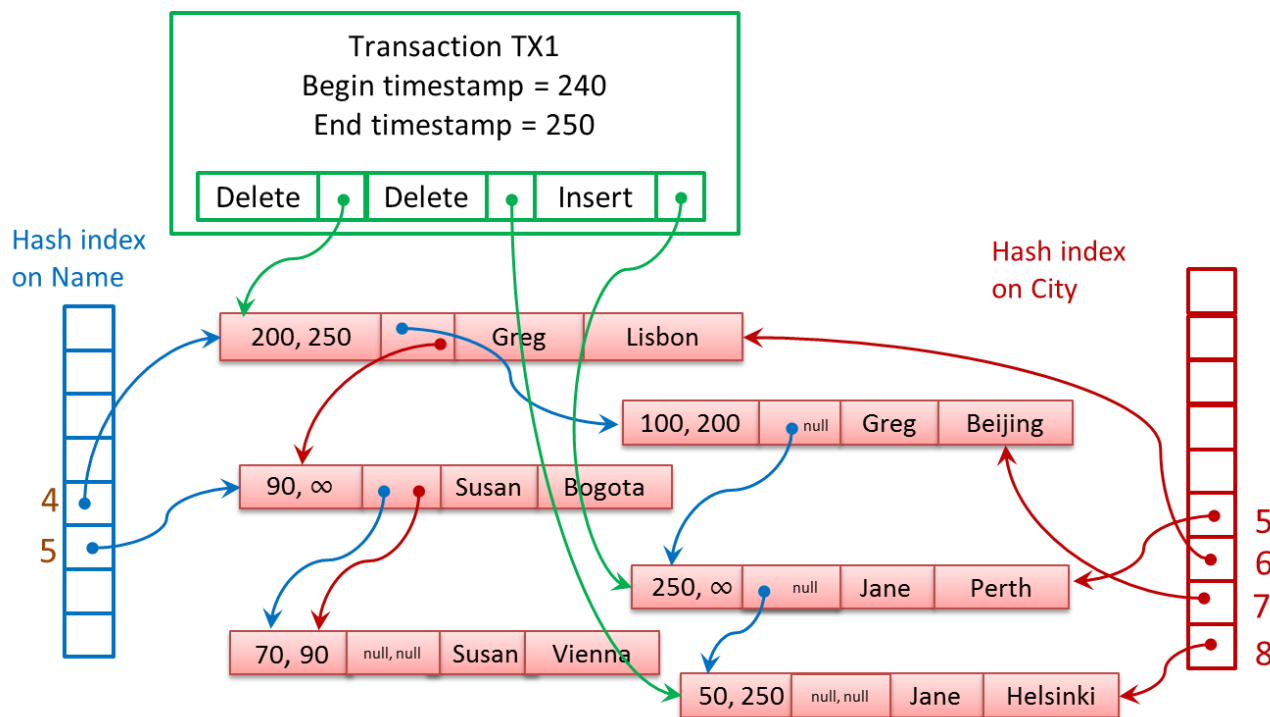 Transaction TX1
Begin timestamp = 240
End timestamp = 250
Delete Delete Insert
Hash index
on Name
Hash index
on City
200, 250 Greg Lisbon
100, 200 null Greg Beijing
90, ∞ Susan Bogota
4
5
5
6
7
8
250, ∞ null Jane Perth
70, 90 null, null Susan Vienna
50, 250 null, null Jane Helsinki